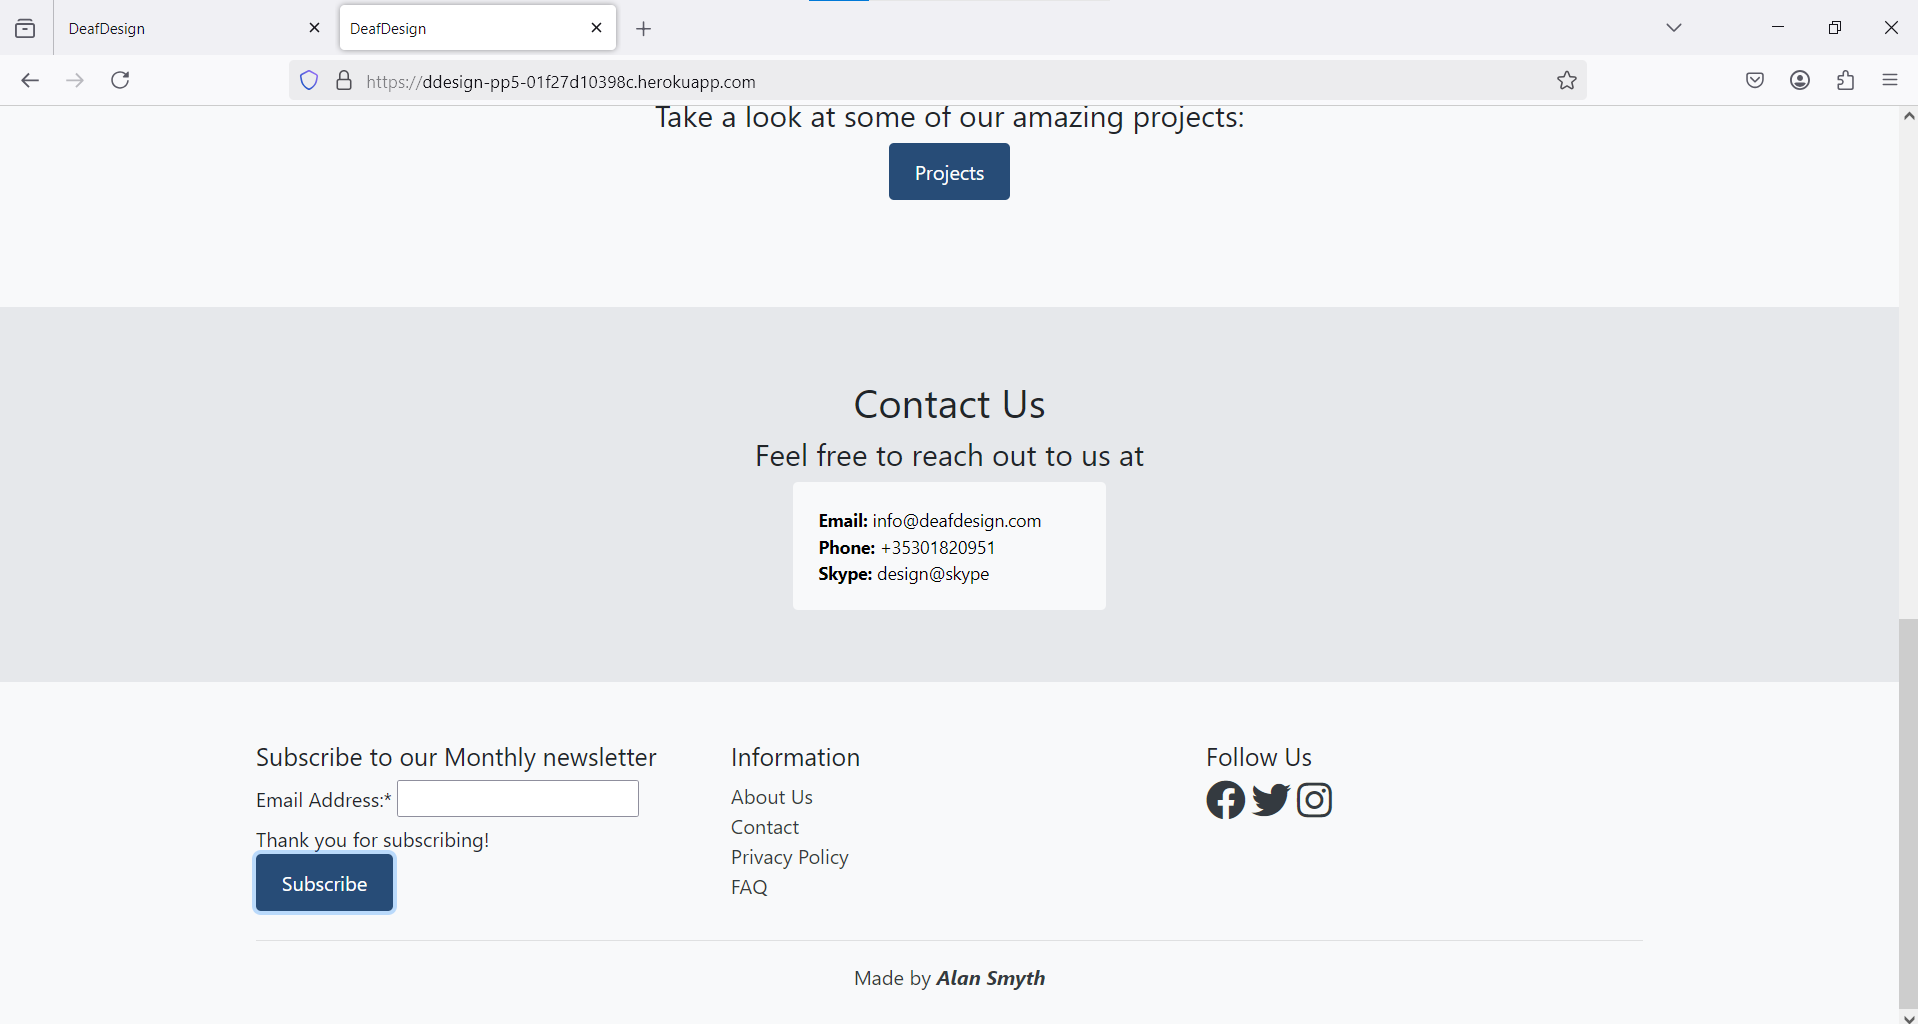 DeafDesign
DeafDesign
https://ddesign-pp5-01f27d10398c.herokuapp.com
Take a look at some of our amazing projects:
Projects
Contact Us
Feel free to reach out to us at
Email: info@deafdesign.com
Phone: +35301820951
Skype: design@skype
Subscribe to our Monthly newsletter
Email Address:*
Thank you for subscribing!
Subscribe
Information
About Us
Contact
Privacy Policy
FAQ
Follow Us
Made by Alan Smyth